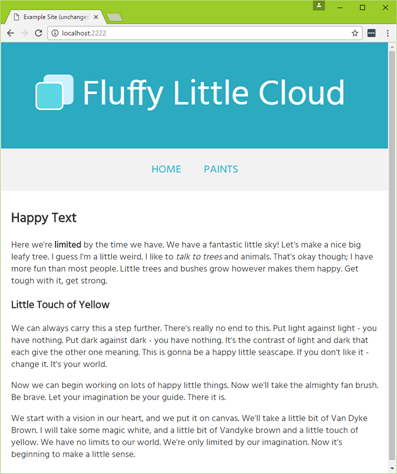 Example Site (unchanged
localhost:2222
Fluffy Little Cloud
HOME PAINTS
Happy Text
Here we're limited by the time we have. We have a fantastic little sky! Let's make a nice big
leafy tree. I guess I'm a little weird. I like to talk to trees and animals. That's okay though; I
have more fun than most people. Little trees and bushes grow however makes them happy. Get
tough with it, get strong.
Little Touch of Yellow
We can always carry this a step further. There's really no end to this. Put light against light - you
have nothing. Put dark against dark - you have nothing. It's the contrast of light and dark that
each give the other one meaning. This is gonna be a happy little seascape. If you don't like it -
change it. It's your world.
Now we can begin working on lots of happy little things. Now we'll take the almighty fan brush.
Be brave. Let your imagination be your guide. There it is.
We start with a vision in our heart, and we put it on canvas. We'll take a little bit of Van Dyke
Brown. I will take some magic white, and a little bit of Vandyke brown and a little touch of
yellow. We have no limits to our world. We're only limited by our imagination. Now it's
beginning to make a little sense.